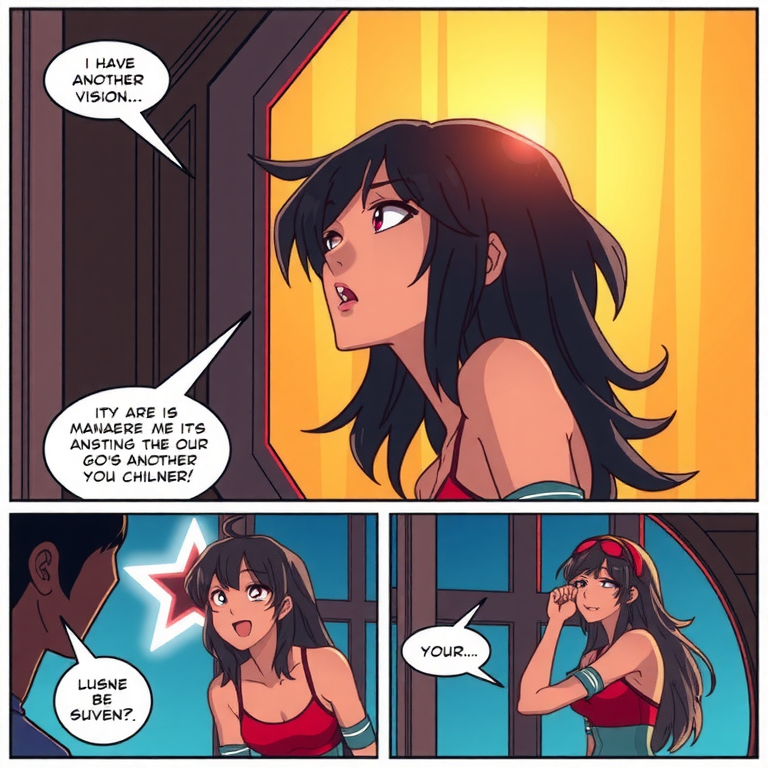 I HAVE
ANOTHER
VISION...
ITY ARE IS
MANAERE ME ITS
ANSTING THE OUR
GO'S ANOTHER
YOU CHILNER!
LUSNE
BE
SUVEN?.
YOUR....